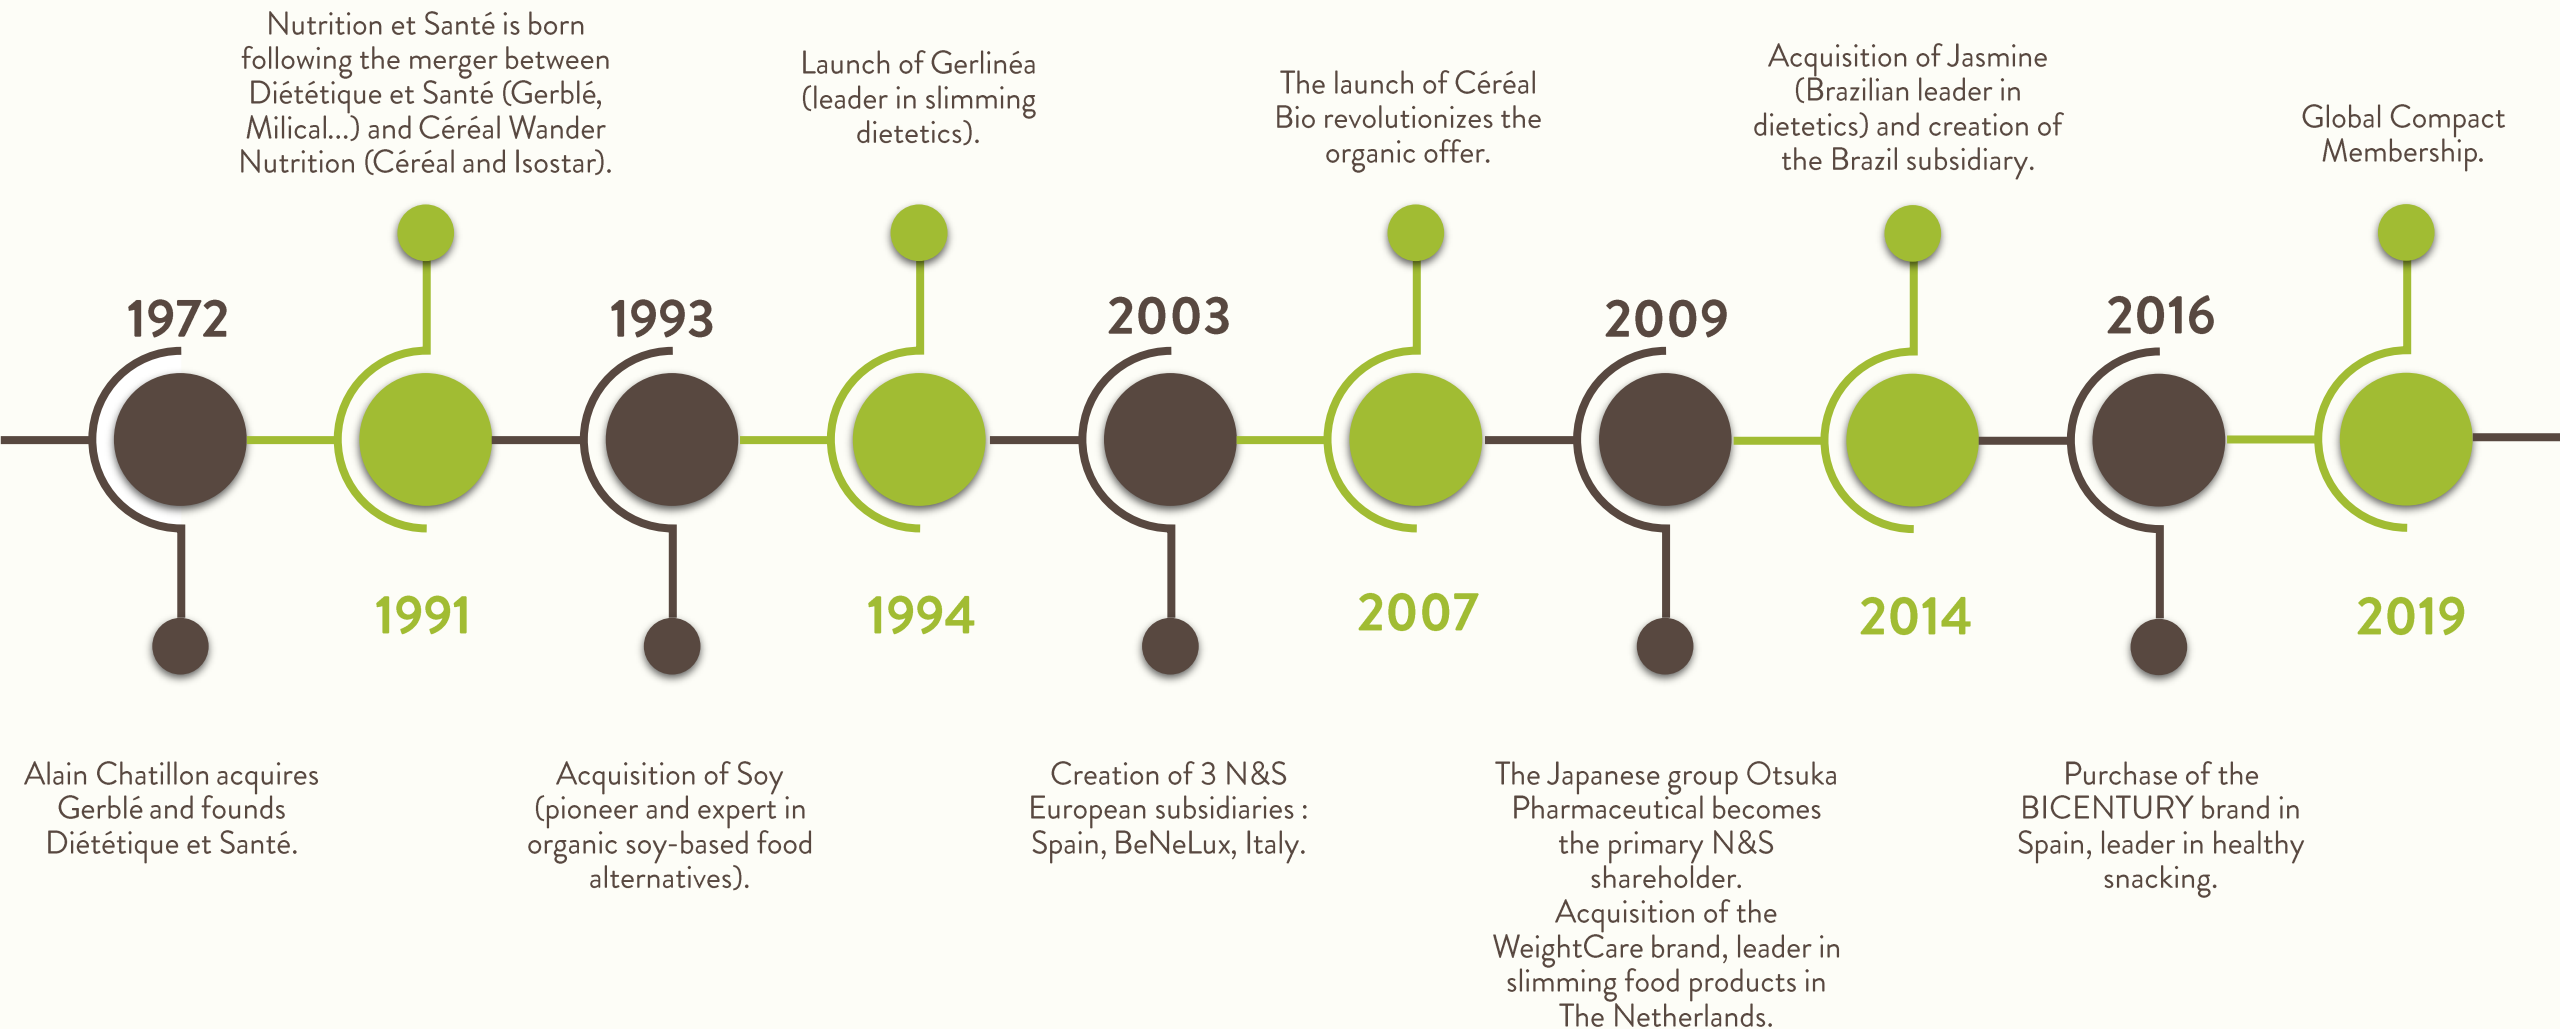 1972
Alain Chatillon acquires
Gerblé and founds
Diététique et Santé.
Nutrition et Santé is born
following the merger between
Diététique et Santé (Gerblé,
Milical...) and Céréal Wander
Nutrition (Céréal and Isostar).
1991
1993
Acquisition of Soy
(pioneer and expert in
organic soy-based food
alternatives).
Launch of Gerlinéa
(leader in slimming
dietetics).
1994
2003
Creation of 3 N&S
European subsidiaries :
Spain, BeNeLux, Italy.
The launch of Céréal
Bio revolutionizes the
organic offer.
2007
2009
The Japanese group Otsuka
Pharmaceutical becomes
the primary N&S
shareholder.
Acquisition of the
WeightCare brand, leader in
slimming food products in
The Netherlands.
Acquisition of Jasmine
(Brazilian leader in
dietetics) and creation of
the Brazil subsidiary.
2014
2016
Purchase of the
BICENTURY brand in
Spain, leader in healthy
snacking.
Global Compact
Membership.
2019